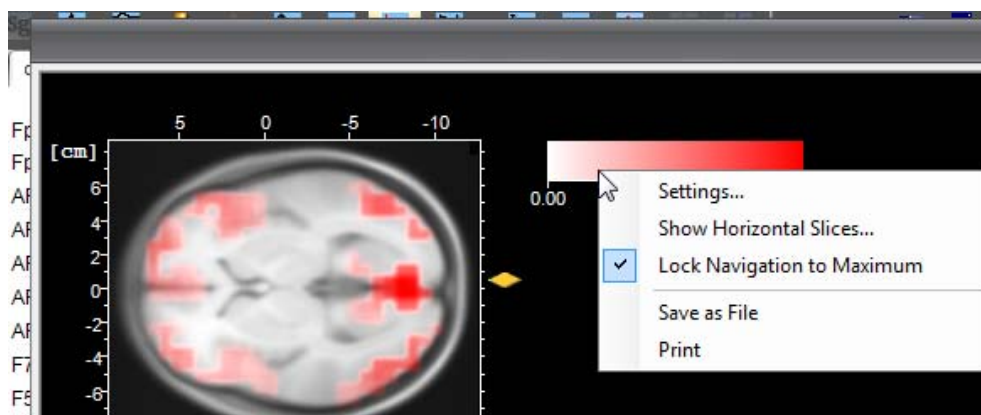 5 0 -5 -10
[cm]
6
4
2
0
-2
-4
-6
0.00
Settings...
Show Horizontal Slices...
Lock Navigation to Maximum
Save as File
Print
Fp
Fp
AF
AF
AF
AF
AF
F7
F5